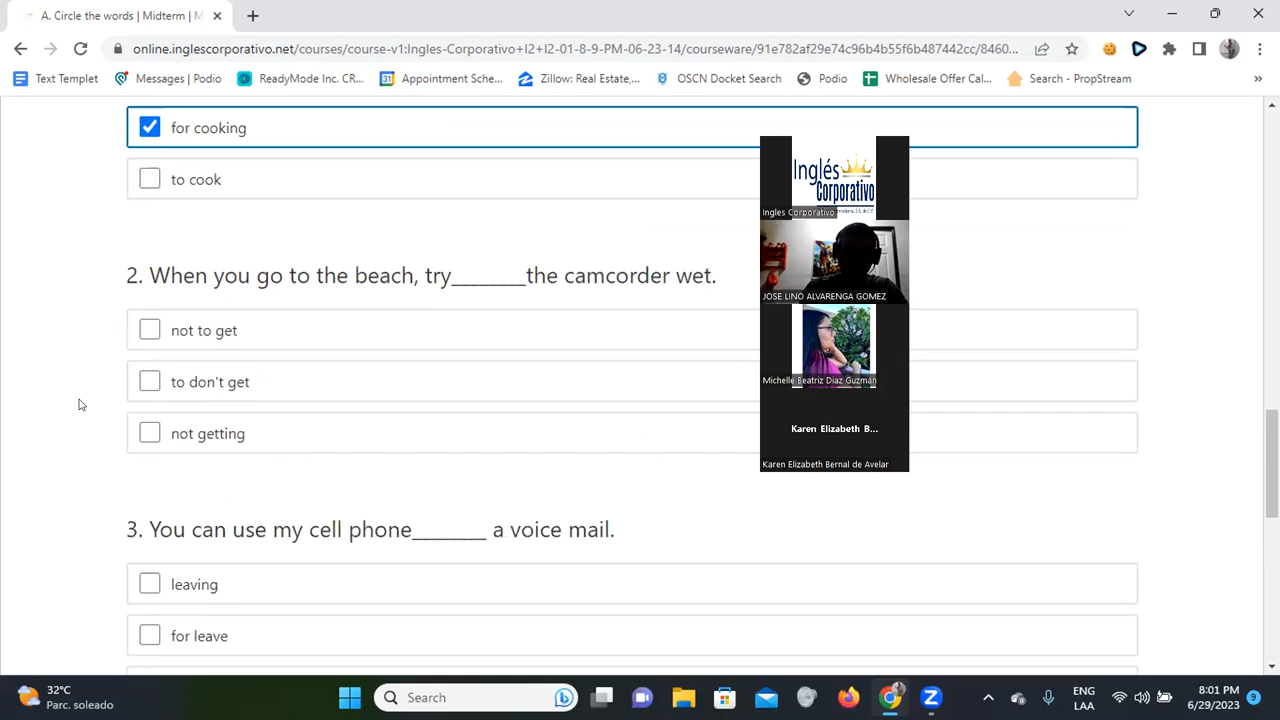 A. Circle the words | Midterm | M
online.inglescorporativo.net/courses/course-v1:Ingles-Corporativo+I2+I2-01-8-9-PM-06-23-14/courseware/91e782af29e74c96b4b55f6b487442cc/8460...
Text Templet
Messages | Podio
ReadyMode Inc. CR...
Appointment Sche...
Zillow: Real Estate,...
OSCN Docket Search
Podio
Wholesale Offer Cal...
Search - PropStream
»
for cooking
to cook
Inglés
Corporativo
Ingles Corporativo
2. When you go to the beach, try________the camcorder wet.
JOSE LINO ALVARENGA GOMEZ
not to get
to don't get
Michelle Beatriz Diaz Guzmán
not getting
Karen Elizabeth B...
Karen Elizabeth Bernal de Avelar
3. You can use my cell phone________ a voice mail.
leaving
for leave
32°C
Parc. soleado
Search
ENG
LAA
8:01 PM
6/29/2023
9